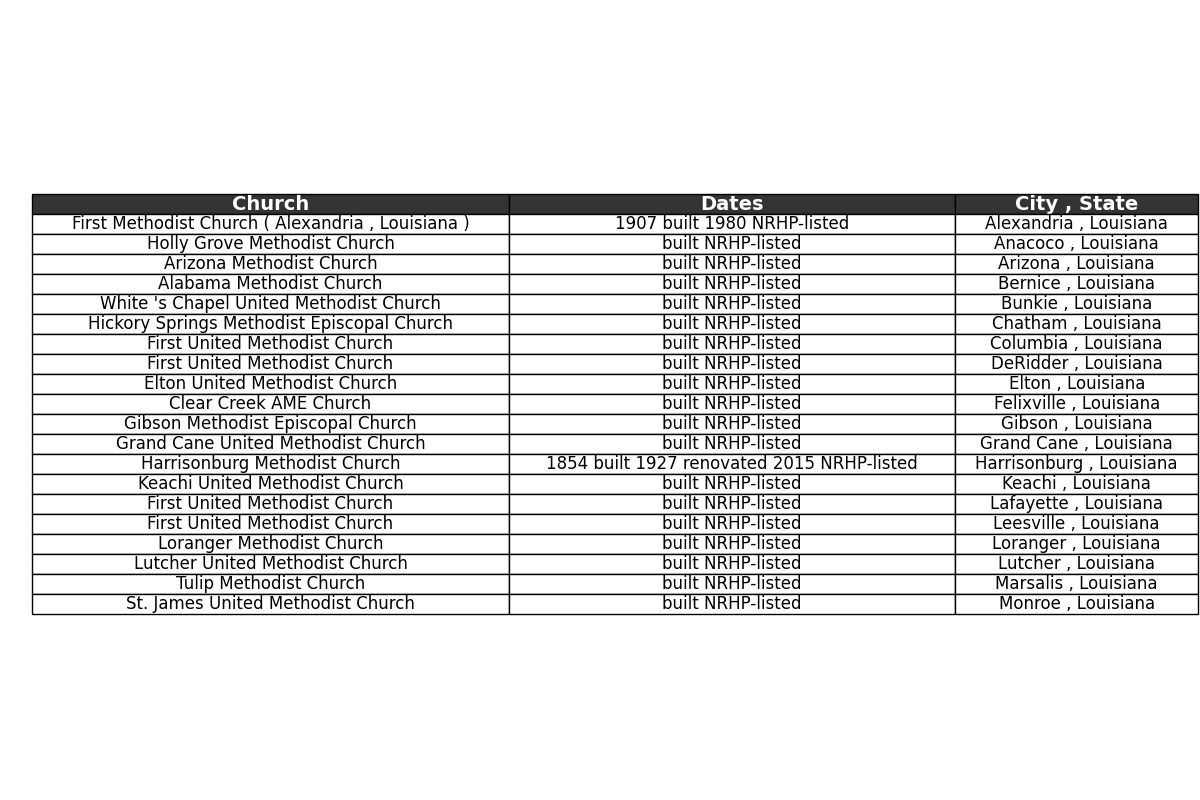 Church Dates City , State
First Methodist Church ( Alexandria , Louisiana ) 1907 built 1980 NRHP-listed Alexandria , Louisiana
Holly Grove Methodist Church built NRHP-listed Anacoco , Louisiana
Arizona Methodist Church built NRHP-listed Arizona , Louisiana
Alabama Methodist Church built NRHP-listed Bernice , Louisiana
White 's Chapel United Methodist Church built NRHP-listed Bunkie , Louisiana
Hickory Springs Methodist Episcopal Church built NRHP-listed Chatham , Louisiana
First United Methodist Church built NRHP-listed Columbia , Louisiana
First United Methodist Church built NRHP-listed DeRidder , Louisiana
Elton United Methodist Church built NRHP-listed Elton , Louisiana
Clear Creek AME Church built NRHP-listed Felixville , Louisiana
Gibson Methodist Episcopal Church built NRHP-listed Gibson , Louisiana
Grand Cane United Methodist Church built NRHP-listed Grand Cane , Louisiana
Harrisonburg Methodist Church 1854 built 1927 renovated 2015 NRHP-listed Harrisonburg , Louisiana
Keachi United Methodist Church built NRHP-listed Keachi , Louisiana
First United Methodist Church built NRHP-listed Lafayette , Louisiana
First United Methodist Church built NRHP-listed Leesville , Louisiana
Loranger Methodist Church built NRHP-listed Loranger , Louisiana
Lutcher United Methodist Church built NRHP-listed Lutcher , Louisiana
Tulip Methodist Church built NRHP-listed Marsalis , Louisiana
St. James United Methodist Church built NRHP-listed Monroe , Louisiana